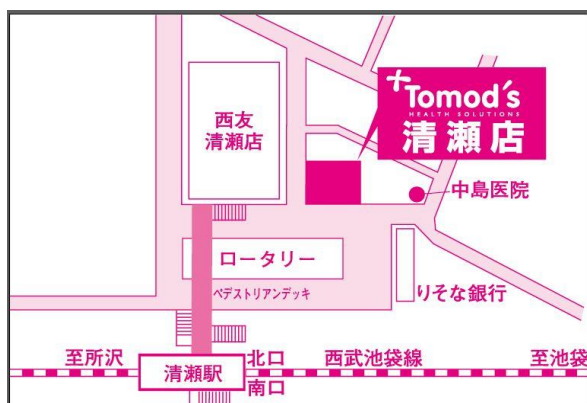 Tomod's
HEALTH SOLUTIONS
清瀬店
西友
清瀬店
中島医院
ロータリー
ペデストリアンデッキ
りそな銀行
至所沢
北口
西武池袋線
至池袋
清瀬駅
南口